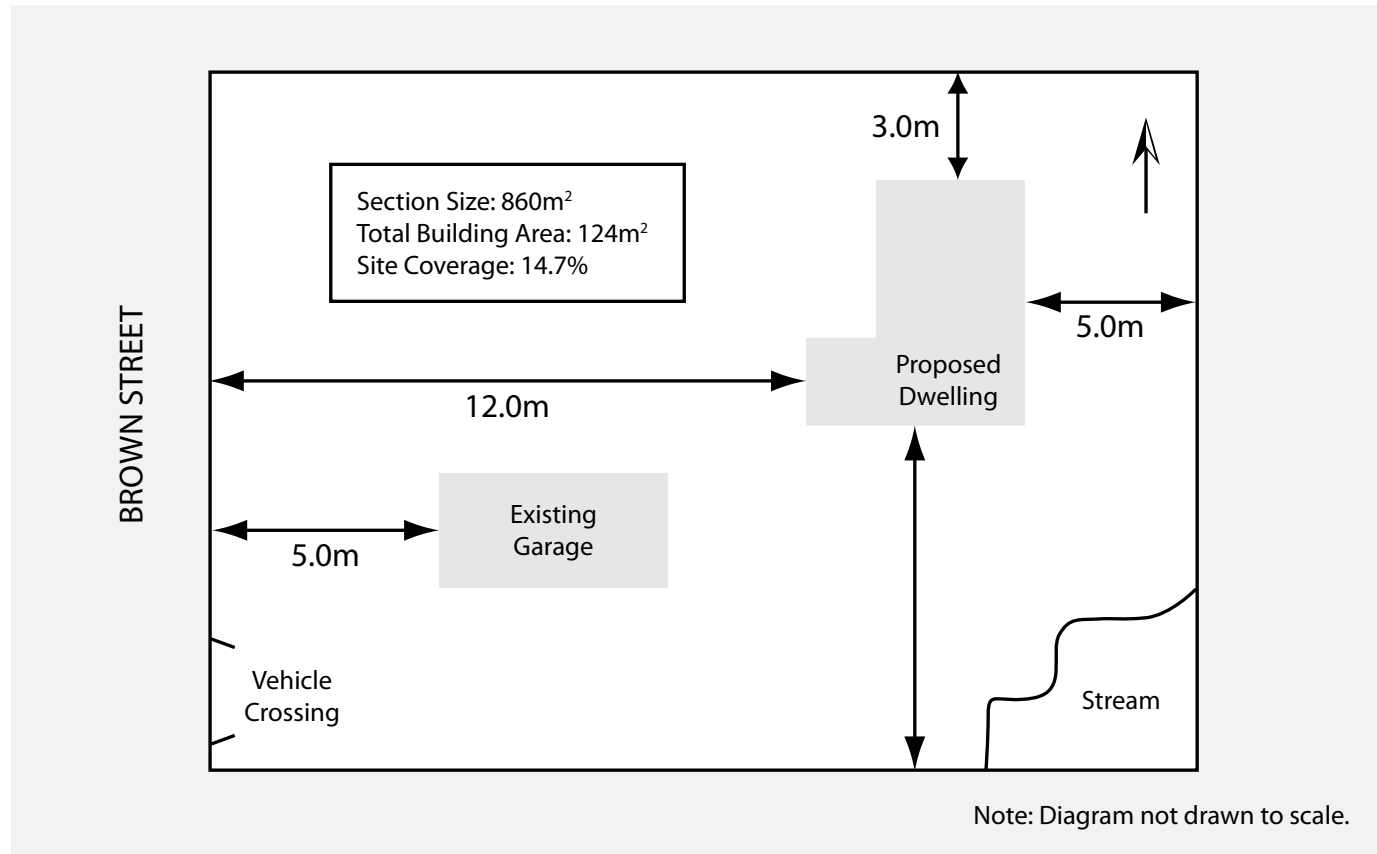 3.0m
Section Size: 860m²
Total Building Area: 124m²
Site Coverage: 14.7%
5.0m
BROWN STREET
12.0m
Proposed
Dwelling
5.0m
Existing
Garage
Vehicle
Crossing
Stream
Note: Diagram not drawn to scale.